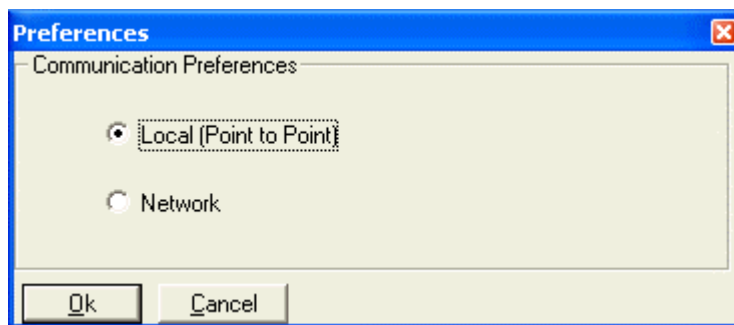 Preferences
Communication Preferences
Local (Point to Point)
Network
Ok
Cancel